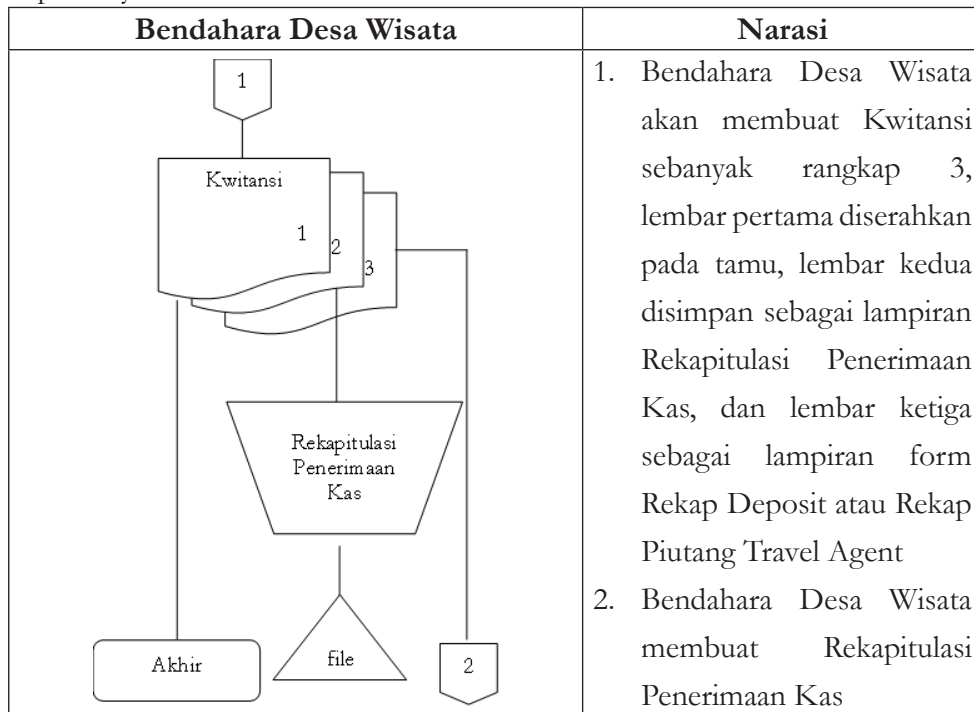 Bendahara Desa Wisata
Narasi
1
Kwitansi
1
2
3
Rekapitulasi
Penerimaan
Kas
Akhir
file
2
1. Bendahara Desa Wisata
akan membuat Kwitansi
sebanyak rangkap 3,
lembar pertama diserahkan
pada tamu, lembar kedua
disimpan sebagai lampiran
Rekapitulasi Penerimaan
Kas, dan lembar ketiga
sebagai lampiran form
Rekap Deposit atau Rekap
Piutang Travel Agent
2. Bendahara Desa Wisata
membuat Rekapitulasi
Penerimaan Kas